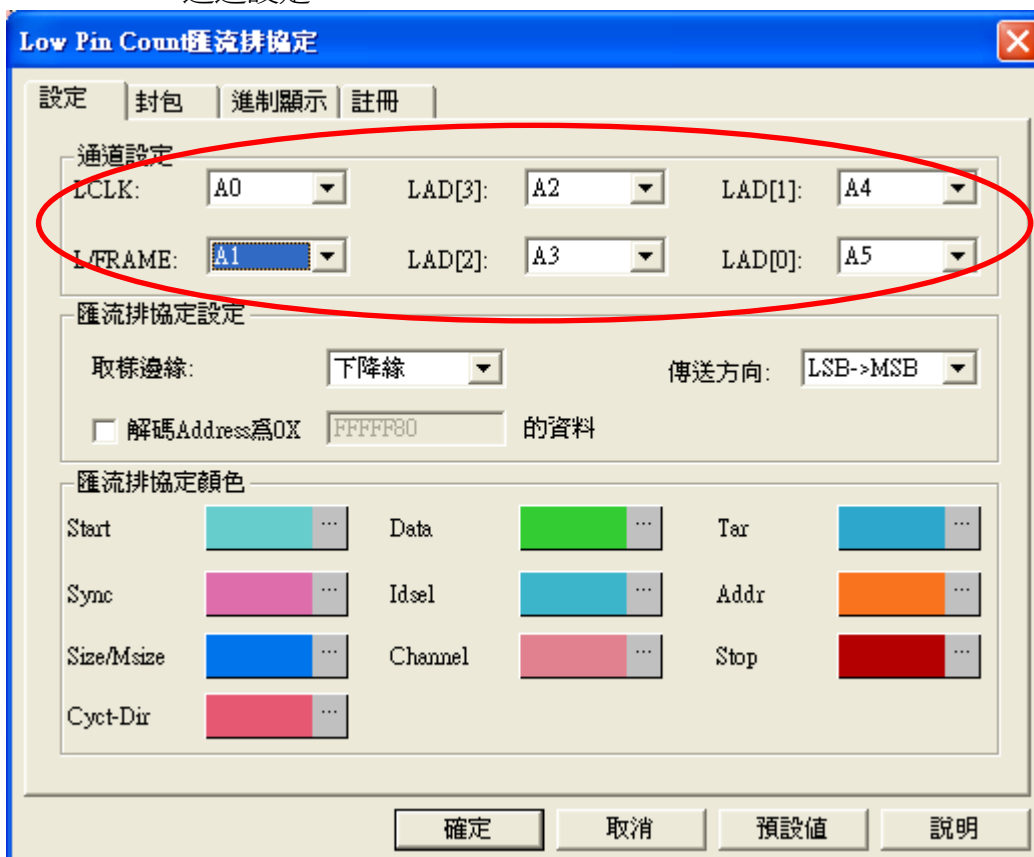 Low Pin Count匯流排協定
設定 封包 進制顯示 註冊
通道設定
LCLK: A0 LAD[3]: A2 LAD[1]: A4
L/FRAME: A1 LAD[2]: A3 LAD[0]: A5
匯流排協定設定
取樣邊緣: 下降緣 傳送方向: LSB->MSB
解碼Address為0X FFFFF80 的資料
匯流排協定顏色
Start ... Data ... Tar ...
Sync ... Idsel ... Addr ...
Size/Msize ... Channel ... Stop ...
Cyct-Dir ...
確定 取消 預設值 說明